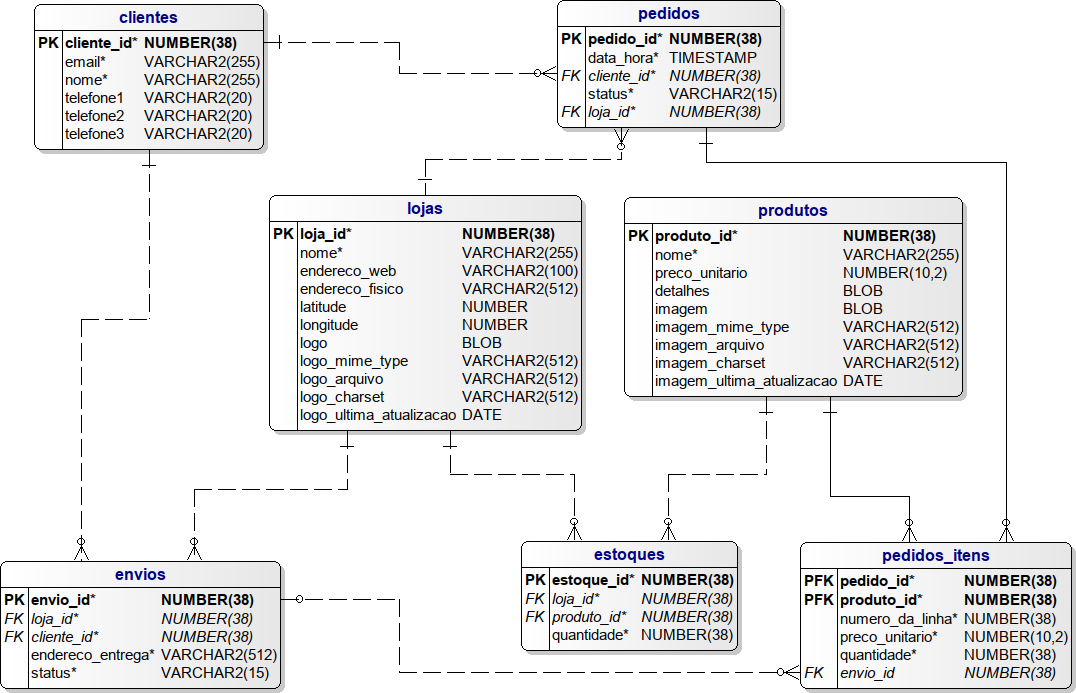 clientes
PK cliente_id* NUMBER(38)
email* VARCHAR2(255)
nome* VARCHAR2(255)
telefone1 VARCHAR2(20)
telefone2 VARCHAR2(20)
telefone3 VARCHAR2(20)
pedidos
PK pedido_id* NUMBER(38)
data_hora* TIMESTAMP
FK cliente_id* NUMBER(38)
status* VARCHAR2(15)
FK loja_id* NUMBER(38)
lojas
PK loja_id* NUMBER(38)
nome* VARCHAR2(255)
endereco_web VARCHAR2(100)
endereco_fisico VARCHAR2(512)
latitude NUMBER
longitude NUMBER
logo BLOB
logo_mime_type VARCHAR2(512)
logo_arquivo VARCHAR2(512)
logo_charset VARCHAR2(512)
logo_ultima_atualizacao DATE
produtos
PK produto_id* NUMBER(38)
nome* VARCHAR2(255)
preco_unitario NUMBER(10,2)
detalhes BLOB
imagem BLOB
imagem_mime_type VARCHAR2(512)
imagem_arquivo VARCHAR2(512)
imagem_charset VARCHAR2(512)
imagem_ultima_atualizacao DATE
envios
PK envio_id* NUMBER(38)
FK loja_id* NUMBER(38)
FK cliente_id* NUMBER(38)
endereco_entrega* VARCHAR2(512)
status* VARCHAR2(15)
estoques
PK estoque_id* NUMBER(38)
FK loja_id* NUMBER(38)
FK produto_id* NUMBER(38)
quantidade* NUMBER(38)
pedidos_itens
PFK pedido_id* NUMBER(38)
PFK produto_id* NUMBER(38)
numero_da_linha* NUMBER(38)
preco_unitario* NUMBER(10,2)
quantidade* NUMBER(38)
FK envio_id NUMBER(38)